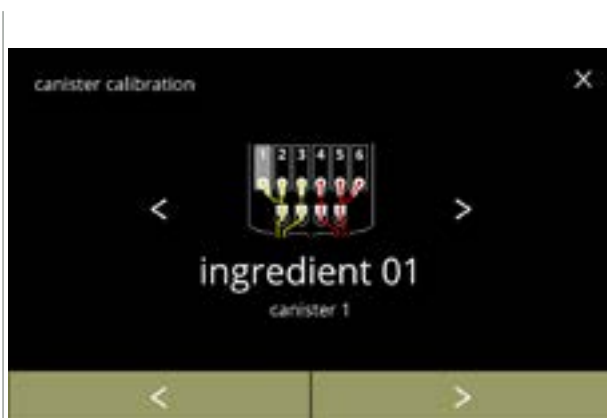 canister calibration
1 2 3 4 5 6
ingredient 01
canister 1